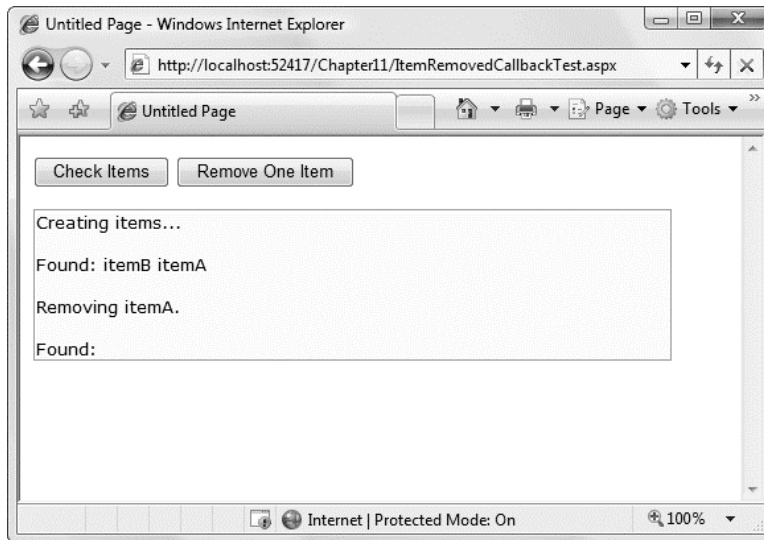 Untitled Page - Windows Internet Explorer
http://localhost:52417/Chapter11/ItemRemovedCallbackTest.aspx
Untitled Page
Page
Tools
Check Items
Remove One Item
Creating items...
Found: itemB itemA
Removing itemA.
Found:
Internet | Protected Mode: On
100%